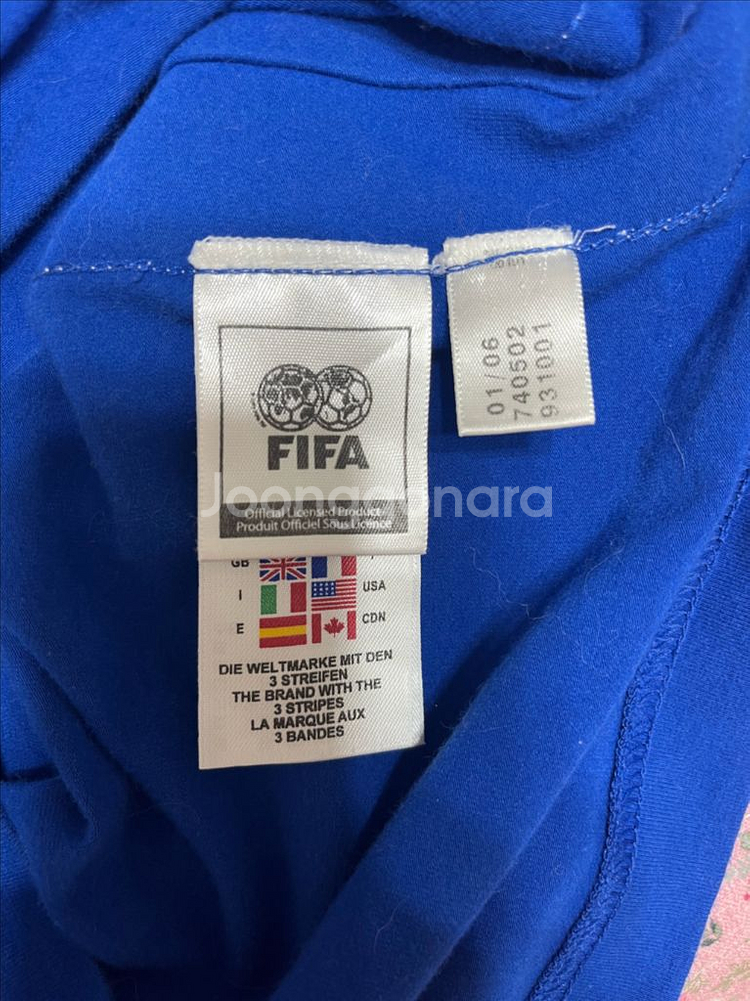 FIFA
Official Licensed Product
Produit Officiel Sous Licence
GB
I
USA
E
CDN
DIE WELTMARKE MIT DEN
3 STREIFEN
THE BRAND WITH THE
3 STRIPES
LA MARQUE AUX
3 BANDES
01/06
740502
931001
Joonggonara